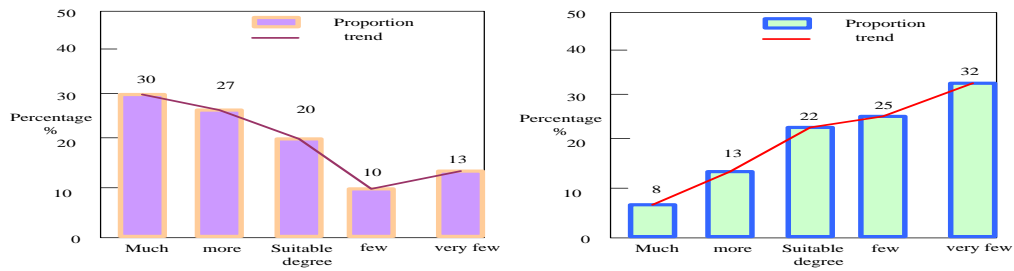 50
40
30
20
10
0
Percentage
%
Proportion
trend
30
27
20
10
13
Much
more
Suitable
degree
few
very few
50
40
30
20
10
0
Percentage
%
Proportion
trend
8
13
22
25
32
Much
more
Suitable
degree
few
very few